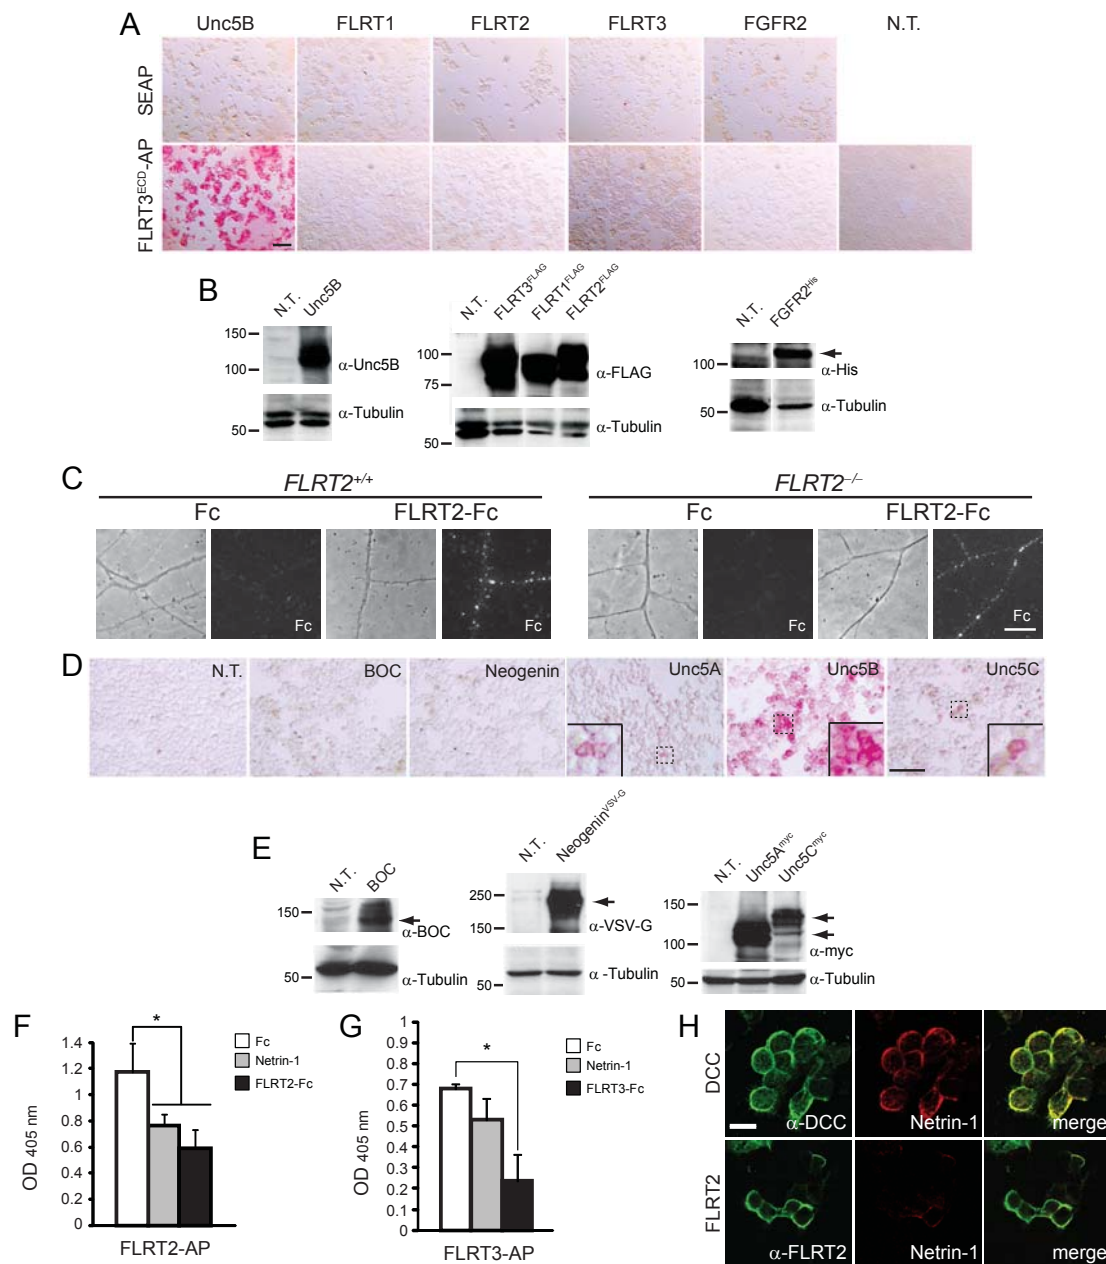 A
Unc5B FLRT1 FLRT2 FLRT3 FGFR2 N.T.
SEAP
FLRT3ECD-AP
B
N.T. Unc5B
150
100
α-Unc5B
50
α-Tubulin
N.T. FLRT3FLAG FLRT1FLAG FLRT2FLAG
100
75
α-FLAG
50
α-Tubulin
N.T. FGFR2His
100
α-His
50
α-Tubulin
C
FLRT2+/+ FLRT2−/−
Fc FLRT2-Fc Fc FLRT2-Fc
Fc Fc Fc Fc
D
N.T. BOC Neogenin Unc5A Unc5B Unc5C
E
N.T. BOC
150
α-BOC
50
α-Tubulin
N.T. NeogeninVSV-G
250
150
α-VSV-G
50
α-Tubulin
N.T. Unc5Amyc Unc5Cmyc
150
100
α-myc
50
α-Tubulin
F
*
Fc
Netrin-1
FLRT2-Fc
1.4
1.2
1
0.8
0.6
0.4
0.2
0
OD 405 nm
FLRT2-AP
G
*
Fc
Netrin-1
FLRT3-Fc
1
0.9
0.8
0.7
0.6
0.5
0.4
0.3
0.2
0.1
0
OD 405 nm
FLRT3-AP
H
DCC
α-DCC Netrin-1 merge
FLRT2
α-FLRT2 Netrin-1 merge